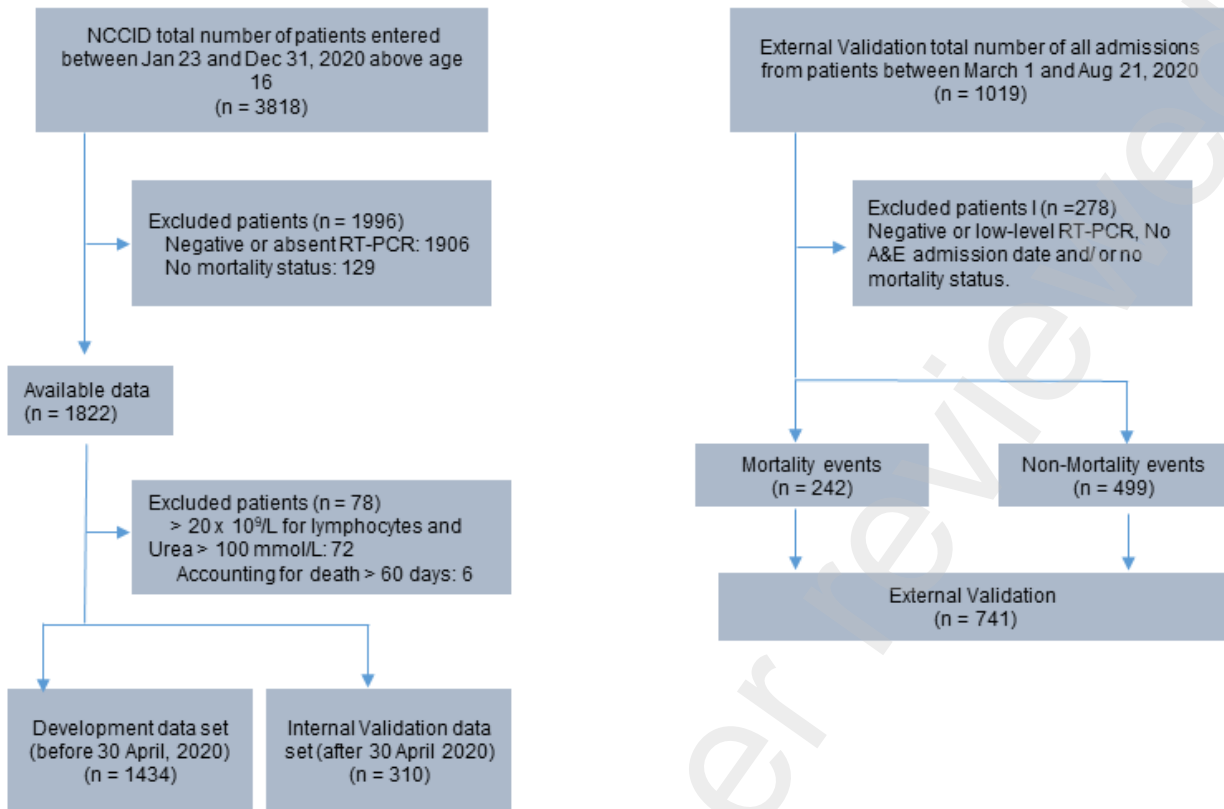 NCCID total number of patients entered
between Jan 23 and Dec 31, 2020 above age
16
(n = 3818)
Excluded patients (n = 1996)
Negative or absent RT-PCR: 1906
No mortality status: 129
Available data
(n = 1822)
Excluded patients (n = 78)
> 20 x 10⁹/L for lymphocytes and
Urea > 100 mmol/L: 72
Accounting for death > 60 days: 6
Development data set
(before 30 April, 2020)
(n = 1434)
Internal Validation data
set (after 30 April 2020)
(n = 310)
External Validation total number of all admissions
from patients between March 1 and Aug 21, 2020
(n = 1019)
Excluded patients I (n =278)
Negative or low-level RT-PCR, No
A&E admission date and/ or no
mortality status.
Mortality events
(n = 242)
Non-Mortality events
(n = 499)
External Validation
(n = 741)
er reviewe